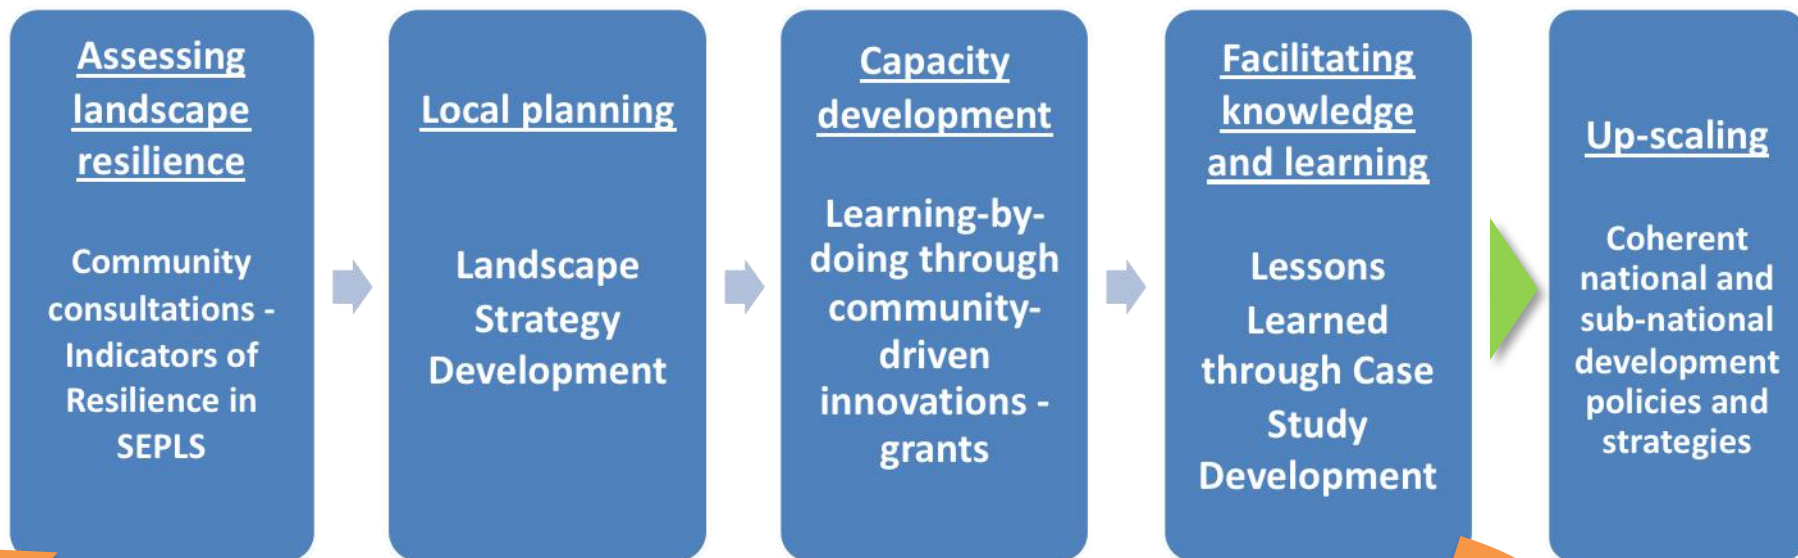 Assessing
landscape
resilience
Community
consultations -
Indicators of
Resilience in
SEPLS
Local planning
Landscape
Strategy
Development
Capacity
development
Learning-by-
doing through
community-
driven
innovations -
grants
Facilitating
knowledge
and learning
Lessons
Learned
through Case
Study
Development
Up-scaling
Coherent
national and
sub-national
development
policies and
strategies